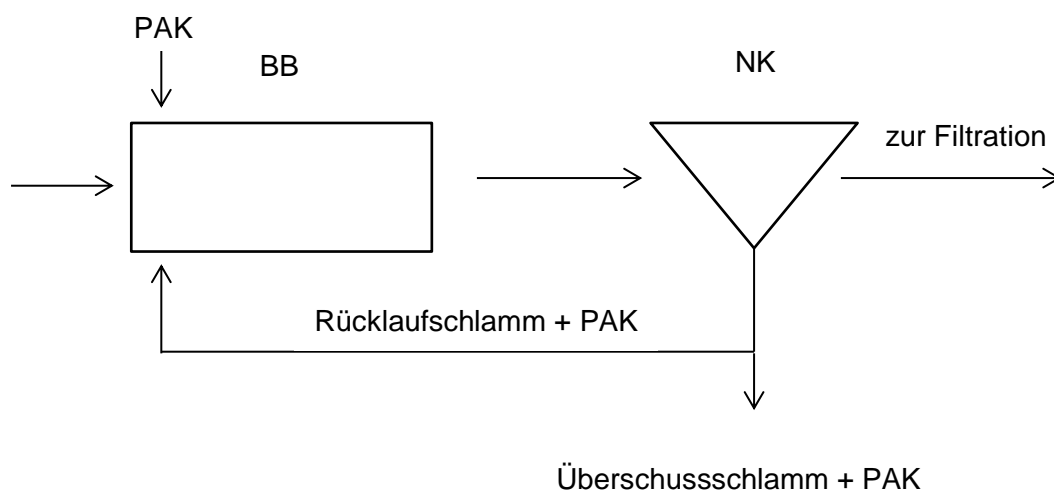 PAK
BB
NK
zur Filtration
Rücklaufschlamm + PAK
Überschussschlamm + PAK